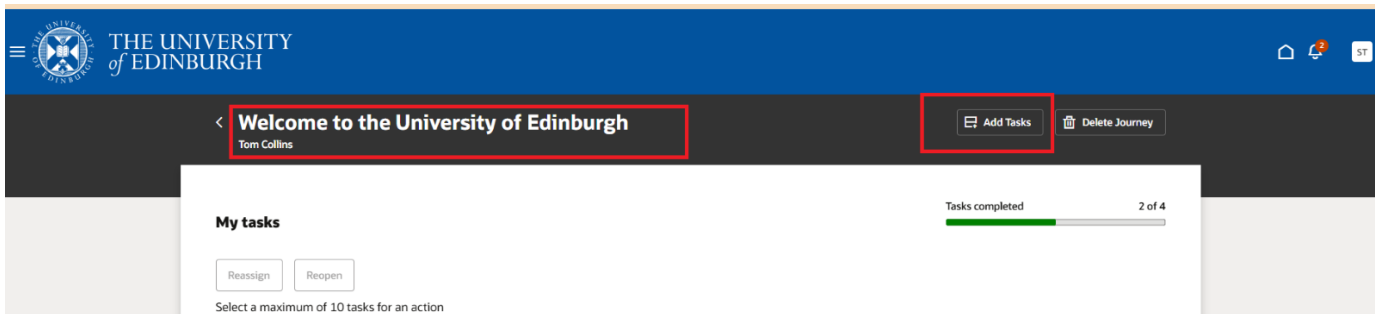 THE UNIVERSITY
of EDINBURGH
2
ST
Welcome to the University of Edinburgh
Tom Collins
Add Tasks
Delete Journey
My tasks
Tasks completed 2 of 4
Reassign Reopen
Select a maximum of 10 tasks for an action